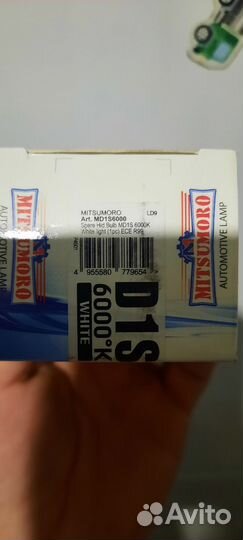 MITSUMORO LD9
Art. MD1S6000
Spare Hid Bulb MD1S 6000K
White light (1pc) ECE R99
4 955580 779654
MITSUMORO
AUTOMOTIVE LAMP
MITSUMORO
AUTOMOTIVE LAMP
D1S
6000°K
WHITE
Avito